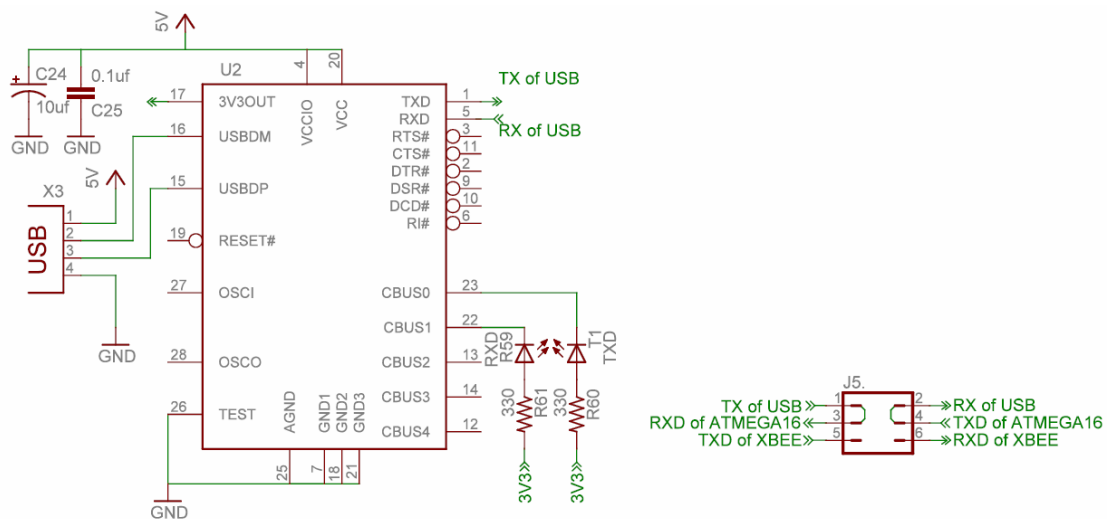 5V
C24
10uf
0.1uf
C25
GND
GND
U2
4
VCCIO
20
VCC
17
3V3OUT
16
USBDM
15
USBDP
19
RESET#
27
OSCI
28
OSCO
26
TEST
TXD
1
TX of USB
RXD
5
RX of USB
RTS#
3
CTS#
11
DTR#
2
DSR#
9
DCD#
10
RI#
6
CBUS0
23
CBUS1
22
CBUS2
13
CBUS3
14
CBUS4
12
AGND
25
GND1
7
GND2
18
GND3
21
GND
X3
5V
USB
1
2
3
4
GND
RXD
R59
T1
TXD
330
R61
330
R60
3V3
3V3
J5.
TX of USB
1
2
RX of USB
RXD of ATMEGA16
3
4
TXD of ATMEGA16
TXD of XBEE
5
6
RXD of XBEE